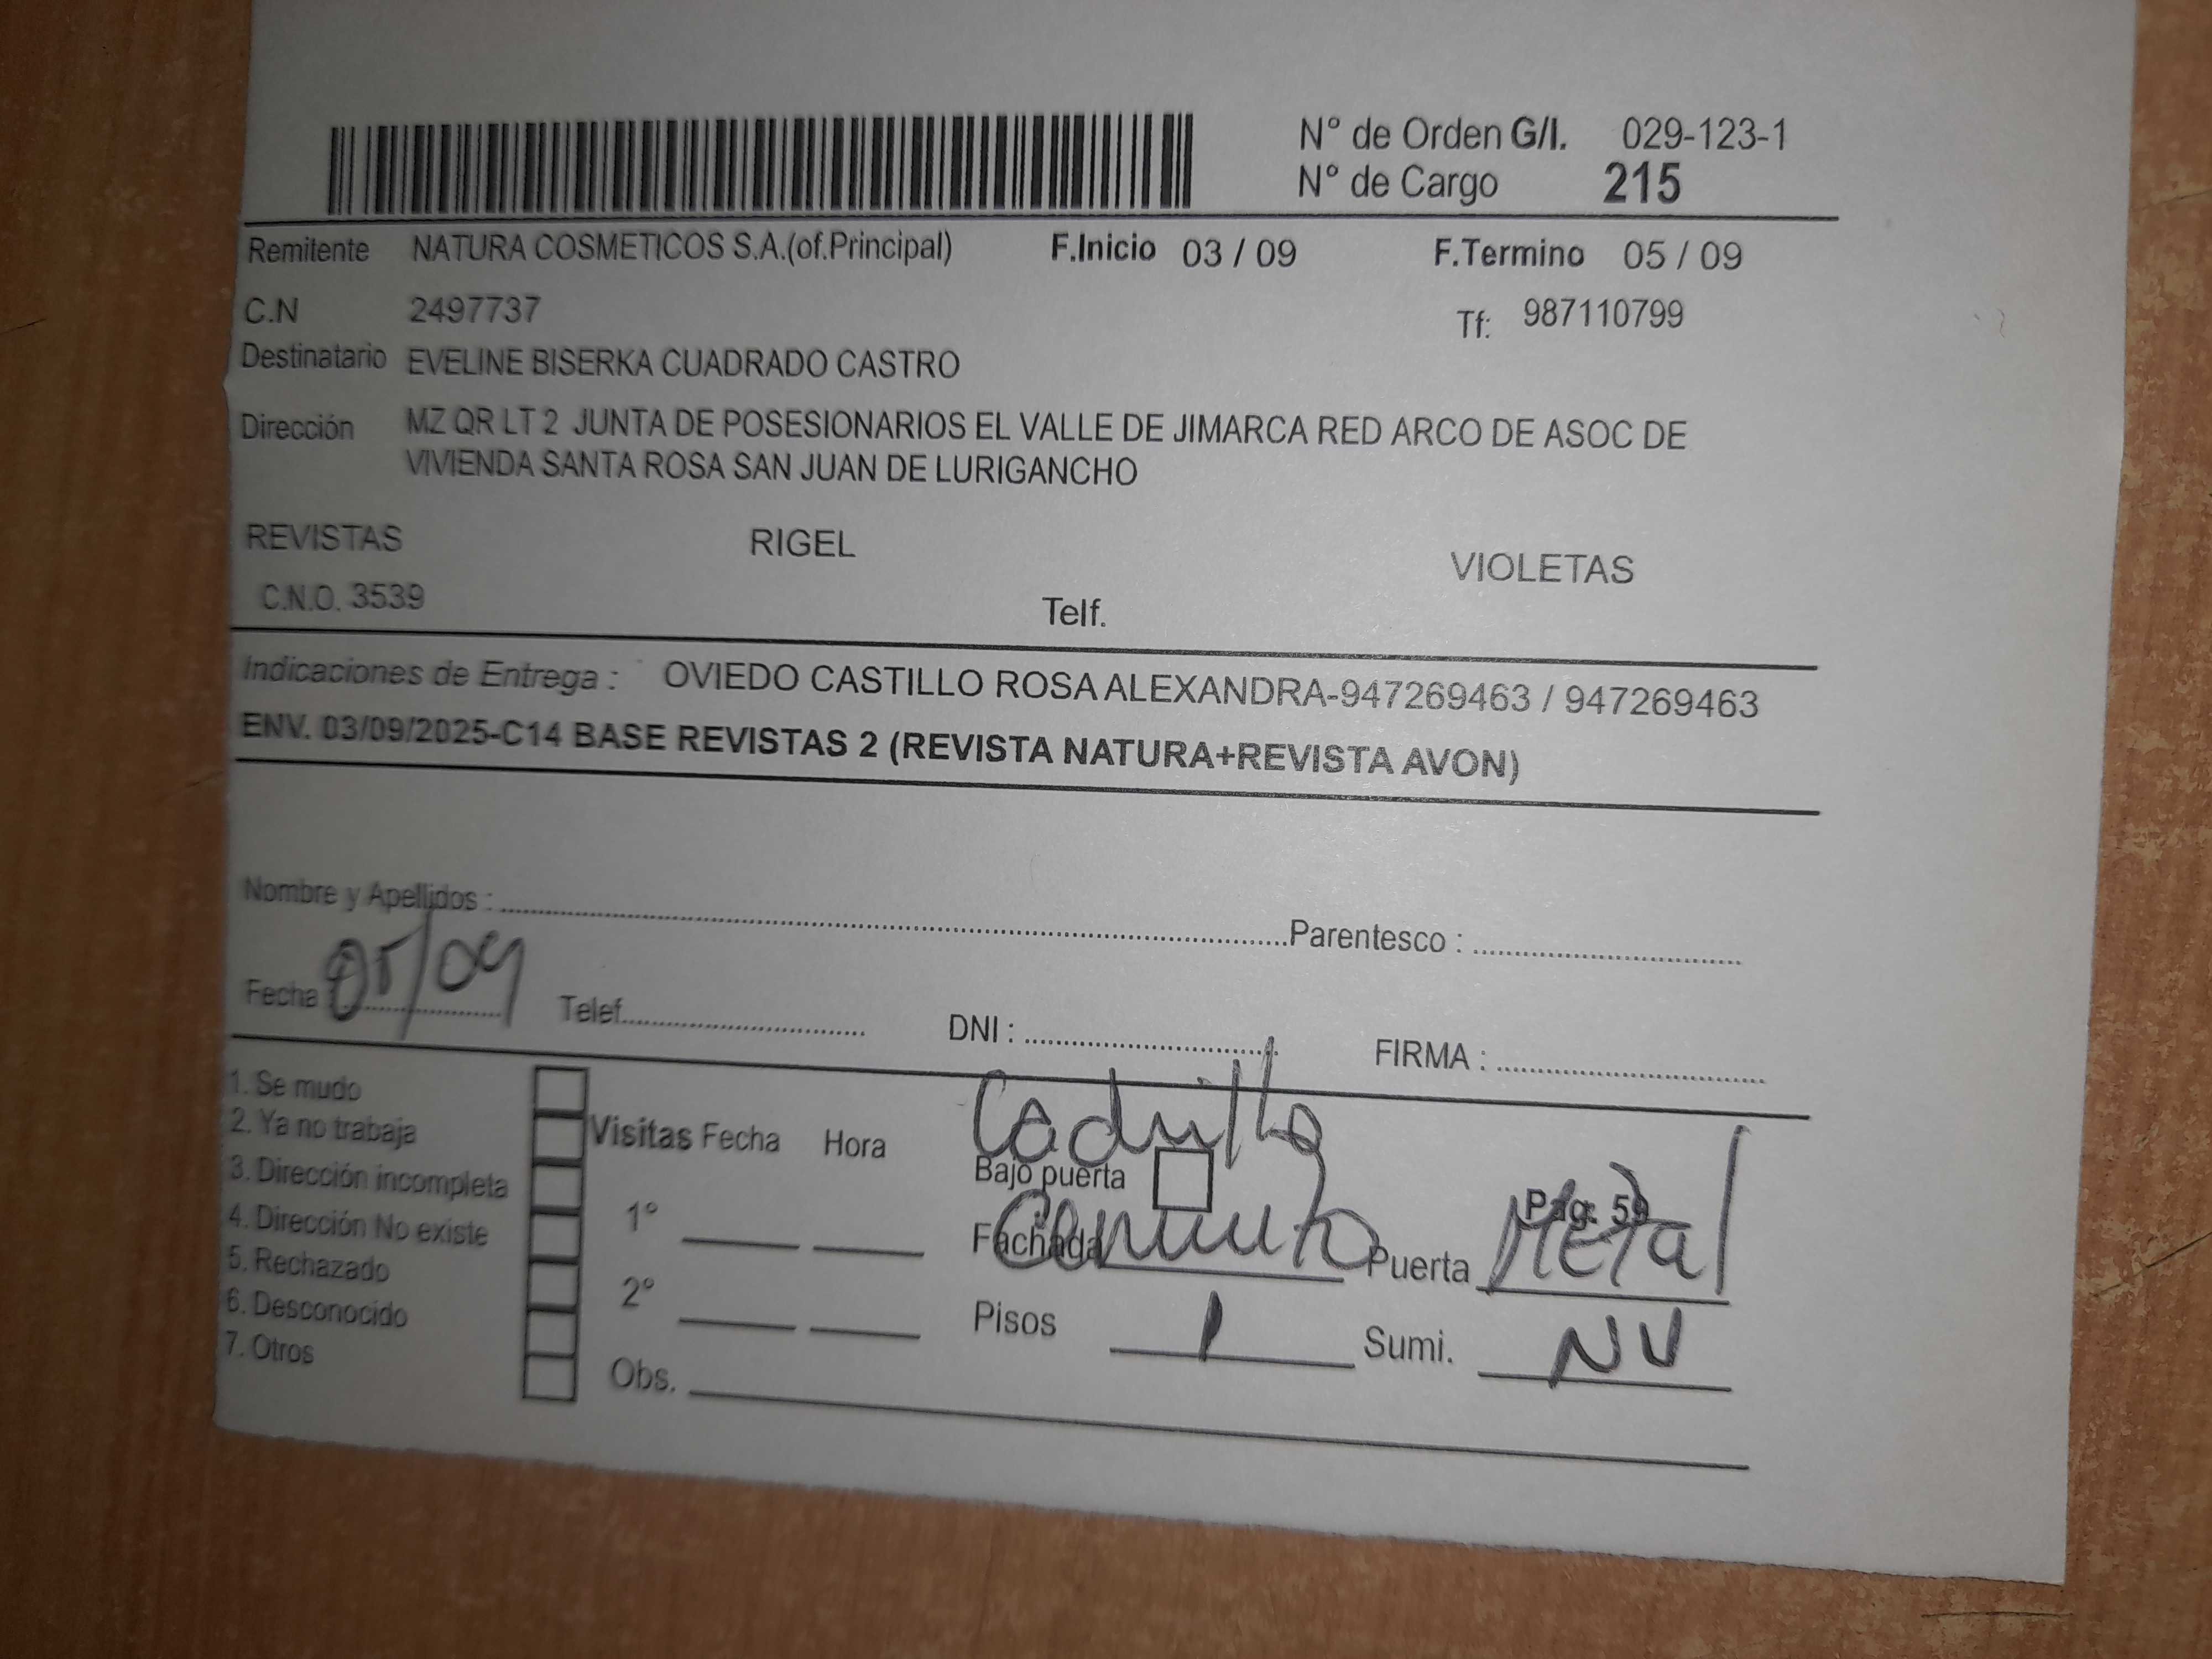 N° de Orden G/I. 029-123-1
N° de Cargo 215
Remitente NATURA COSMETICOS S.A.(of.Principal) F.Inicio 03 / 09 F.Termino 05 / 09
C.N 2497737 Tf: 987110799
Destinatario EVELINE BISERKA CUADRADO CASTRO
Dirección MZ QR LT 2 JUNTA DE POSESIONARIOS EL VALLE DE JIMARCA RED ARCO DE ASOC DE
VIVIENDA SANTA ROSA SAN JUAN DE LURIGANCHO
REVISTAS RIGEL VIOLETAS
C.N.O. 3539 Telf.
Indicaciones de Entrega : OVIEDO CASTILLO ROSA ALEXANDRA-947269463 / 947269463
ENV. 03/09/2025-C14 BASE REVISTAS 2 (REVISTA NATURA+REVISTA AVON)
Nombre y Apellidos : Parentesco :
Fecha 05/09 Telef. DNI : FIRMA :
1. Se mudo
2. Ya no trabaja
3. Dirección incompleta
4. Dirección No existe
5. Rechazado
6. Desconocido
7. Otros
Visitas Fecha Hora
1°
2°
Obs.
Ladrillo
Bajo puerta Pág: 59
Fachada Cemento Puerta Metal
Pisos 1 Sumi. NV